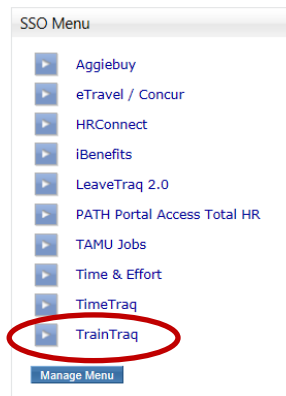 SSO Menu
Aggiebuy
eTravel / Concur
HRConnect
iBenefits
LeaveTraq 2.0
PATH Portal Access Total HR
TAMU Jobs
Time & Effort
TimeTraq
TrainTraq
Manage Menu